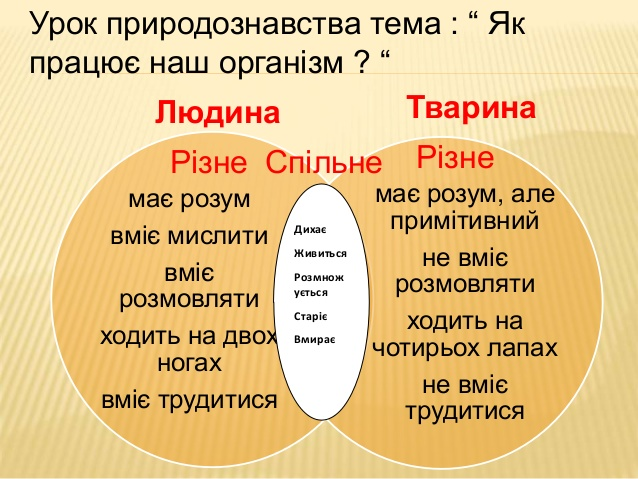 Урок природознавства тема : “ Як
працює наш організм ? “
Людина
Тварина
Різне
Спільне
Різне
має розум
вміє мислити
вміє
розмовляти
ходить на двох
ногах
вміє трудитися
Дихає
Живиться
Розмнож
ується
Старіє
Вмирає
має розум, але
примітивний
не вміє
розмовляти
ходить на
чотирьох лапах
не вміє
трудитися